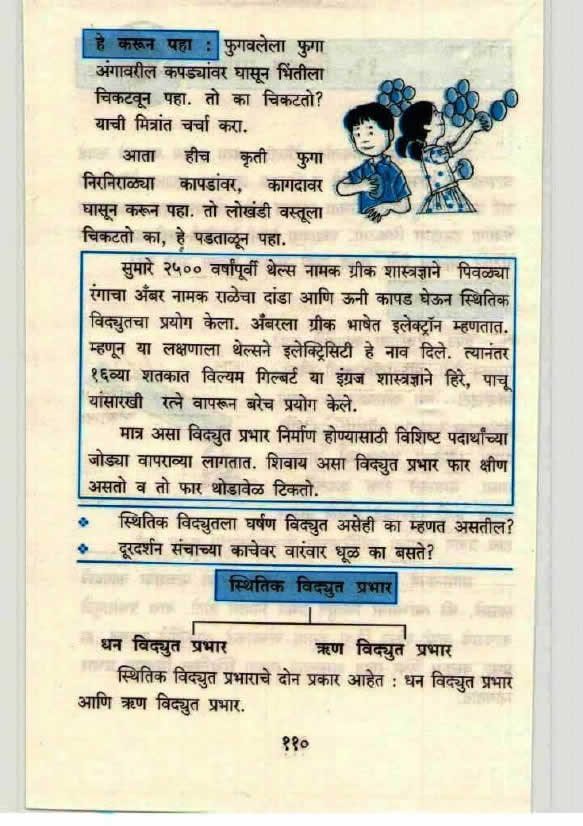 हे करून पहा : फुगवलेला फुगा
अंगावरील कपड्यांवर घासून भिंतीला
चिकटवून पहा. तो का चिकटतो?
याची मित्रांत चर्चा करा.
आता हीच कृती फुगा
निरनिराळ्या कापडांवर, कागदावर
घासून करून पहा. तो लोखंडी वस्तूला
चिकटतो का, हे पडताळून पहा.
सुमारे २५०० वर्षांपूर्वी थेल्स नामक ग्रीक शास्त्रज्ञाने पिवळ्या
रंगाचा अँबर नामक राळेचा दांडा आणि ऊनी कापड घेऊन स्थितिक
विद्युतचा प्रयोग केला. अँबरला ग्रीक भाषेत इलेक्ट्रॉन म्हणतात.
म्हणून या लक्षणाला थेल्सने इलेक्ट्रिसिटी हे नाव दिले. त्यानंतर
१६व्या शतकात विल्यम गिल्बर्ट या इंग्रज शास्त्रज्ञाने हिरे, पाचू
यांसारखी रत्ने वापरून बरेच प्रयोग केले.
मात्र असा विद्युत प्रभार निर्माण होण्यासाठी विशिष्ट पदार्थांच्या
जोड्या वापराव्या लागतात. शिवाय असा विद्युत प्रभार फार क्षीण
असतो व तो फार थोडावेळ टिकतो.
❖ स्थितिक विद्युतला घर्षण विद्युत असेही का म्हणत असतील?
❖ दूरदर्शन संचाच्या काचेवर वारंवार धूळ का बसते?
स्थितिक विद्युत प्रभार
धन विद्युत प्रभार ऋण विद्युत प्रभार
स्थितिक विद्युत प्रभाराचे दोन प्रकार आहेत : धन विद्युत प्रभार
आणि ऋण विद्युत प्रभार.
११०